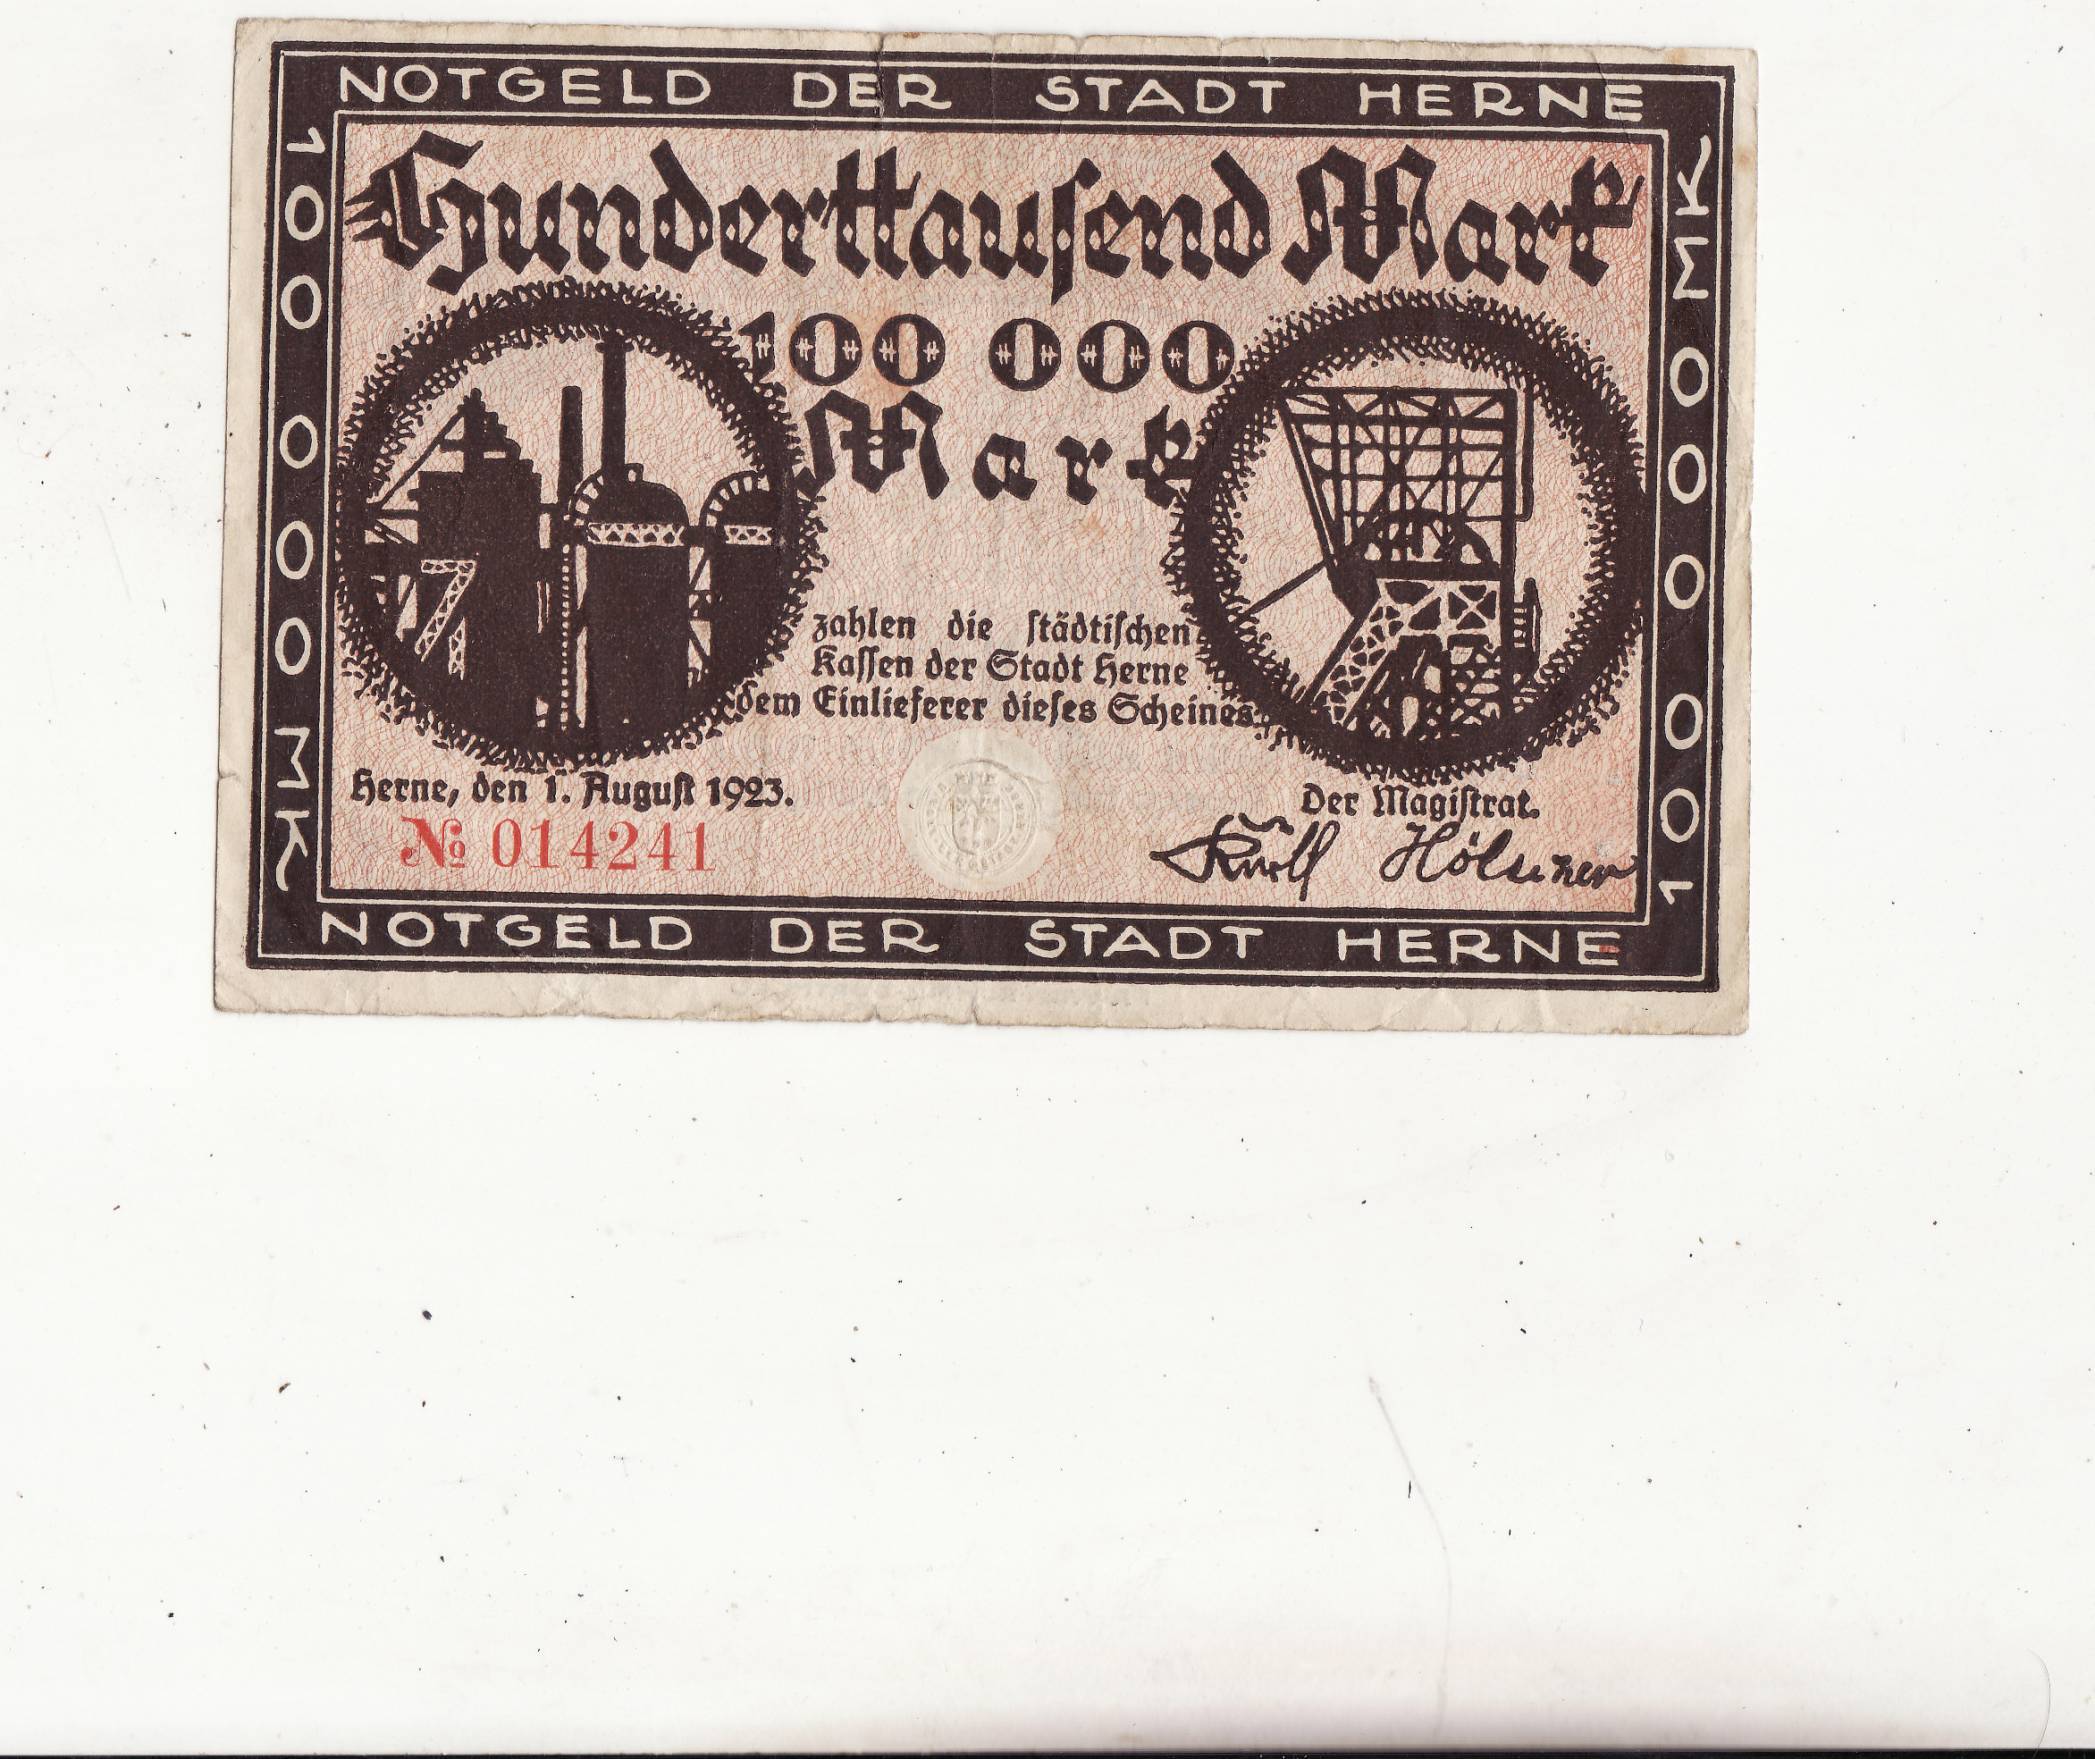 NOTGELD DER STADT HERNE
100 000 MK
100 000 MK
Hunderttausend Mark
100 000
Mark
zahlen die städtischen
Kassen der Stadt Herne
dem Einlieferer dieses Scheines
Herne, den 1. August 1923.
Der Magistrat.
№ 014241
Hölscher
NOTGELD DER STADT HERNE